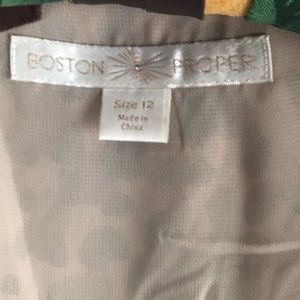 BOSTON PROPER
Size 12
Made in
China